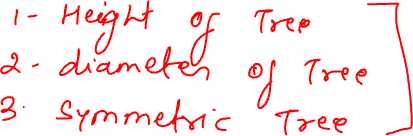 1- Height of Tree
2- diameter of Tree
3. Symmetric Tree